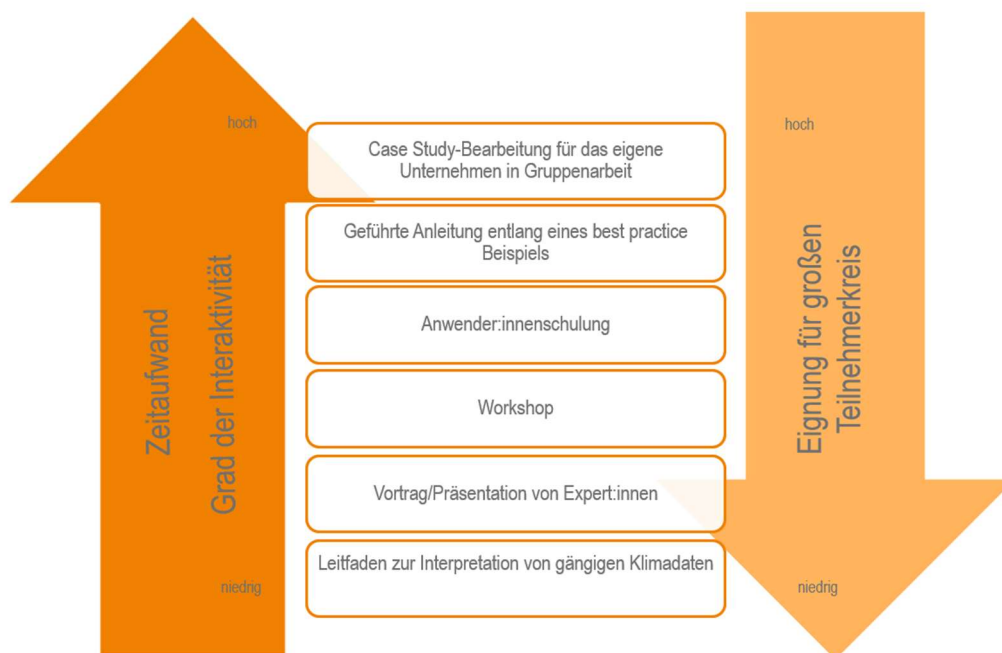 hoch
Zeitaufwand
Grad der Interaktivität
niedrig
Case Study-Bearbeitung für das eigene
Unternehmen in Gruppenarbeit
Geführte Anleitung entlang eines best practice
Beispiels
Anwender:innenschulung
Workshop
Vortrag/Präsentation von Expert:innen
Leitfaden zur Interpretation von gängigen Klimadaten
hoch
Eignung für großen
Teilnehmerkreis
niedrig